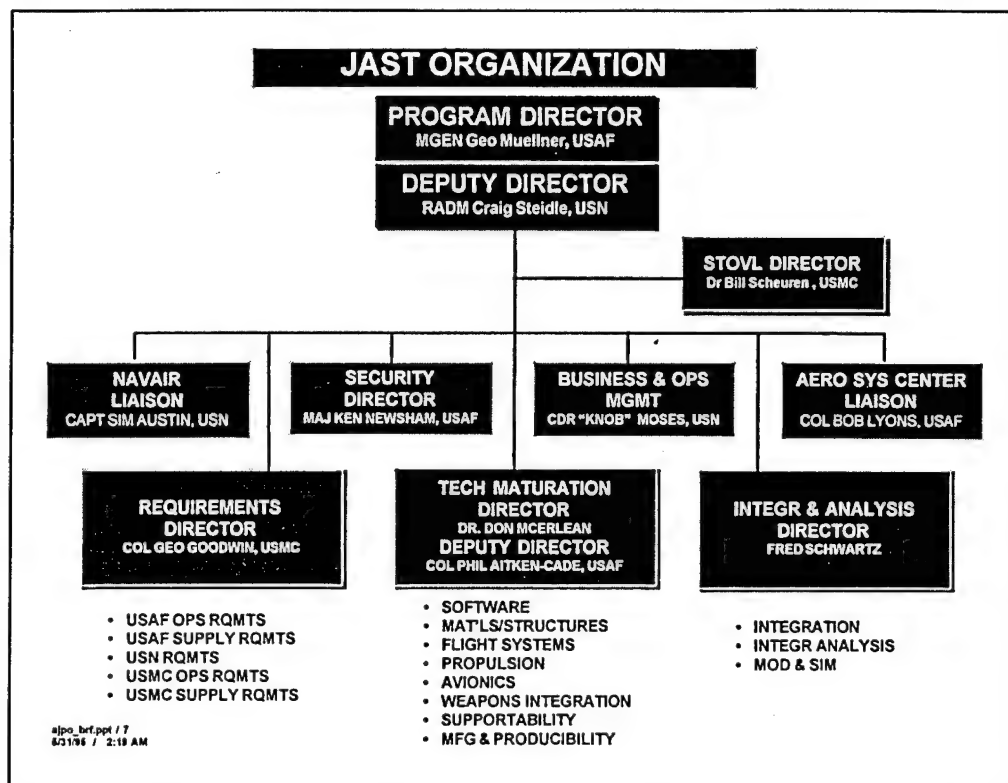 JAST ORGANIZATION
PROGRAM DIRECTOR
MGEN Geo Muellner, USAF
DEPUTY DIRECTOR
RADM Craig Steidle, USN
STOVL DIRECTOR
Dr Bill Scheuren , USMC
NAVAIR
LIAISON
CAPT SIM AUSTIN, USN
SECURITY
DIRECTOR
MAJ KEN NEWSHAM, USAF
BUSINESS & OPS
MGMT
CDR "KNOB" MOSES, USN
AERO SYS CENTER
LIAISON
COL BOB LYONS, USAF
REQUIREMENTS
DIRECTOR
COL GEO GOODWIN, USMC
TECH MATURATION
DIRECTOR
DR. DON MCERLEAN
DEPUTY DIRECTOR
COL PHIL AITKEN-CADE, USAF
INTEGR & ANALYSIS
DIRECTOR
FRED SCHWARTZ
• USAF OPS RQMTS
• USAF SUPPLY RQMTS
• USN RQMTS
• USMC OPS RQMTS
• USMC SUPPLY RQMTS
• SOFTWARE
• MAT'LS/STRUCTURES
• FLIGHT SYSTEMS
• PROPULSION
• AVIONICS
• WEAPONS INTEGRATION
• SUPPORTABILITY
• MFG & PRODUCIBILITY
• INTEGRATION
• INTEGR ANALYSIS
• MOD & SIM
ajpo_brf.ppt / 7
/ 2:19 AM